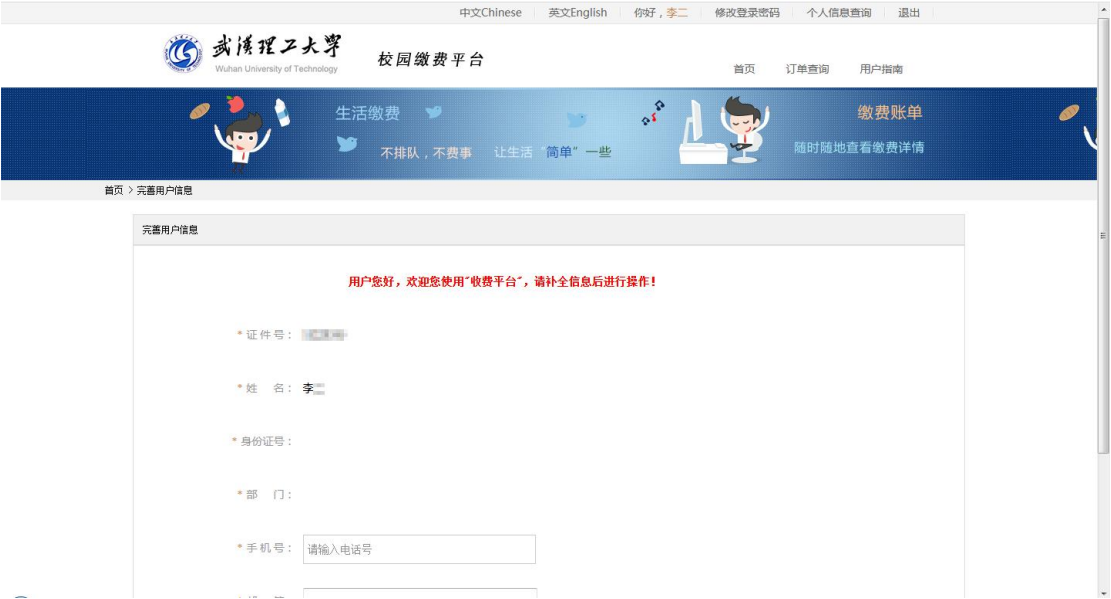 中文Chinese 英文English 你好，李二 修改登录密码 个人信息查询 退出
武汉理工大学
Wuhan University of Technology
校园缴费平台
首页 订单查询 用户指南
生活缴费
不排队，不费事 让生活“简单”一些
缴费账单
随时随地查看缴费详情
首页 > 完善用户信息
完善用户信息
用户您好，欢迎您使用"收费平台"，请补全信息后进行操作！
*证件号：
*姓 名：李
*身份证号：
*部 门：
*手机号：请输入电话号